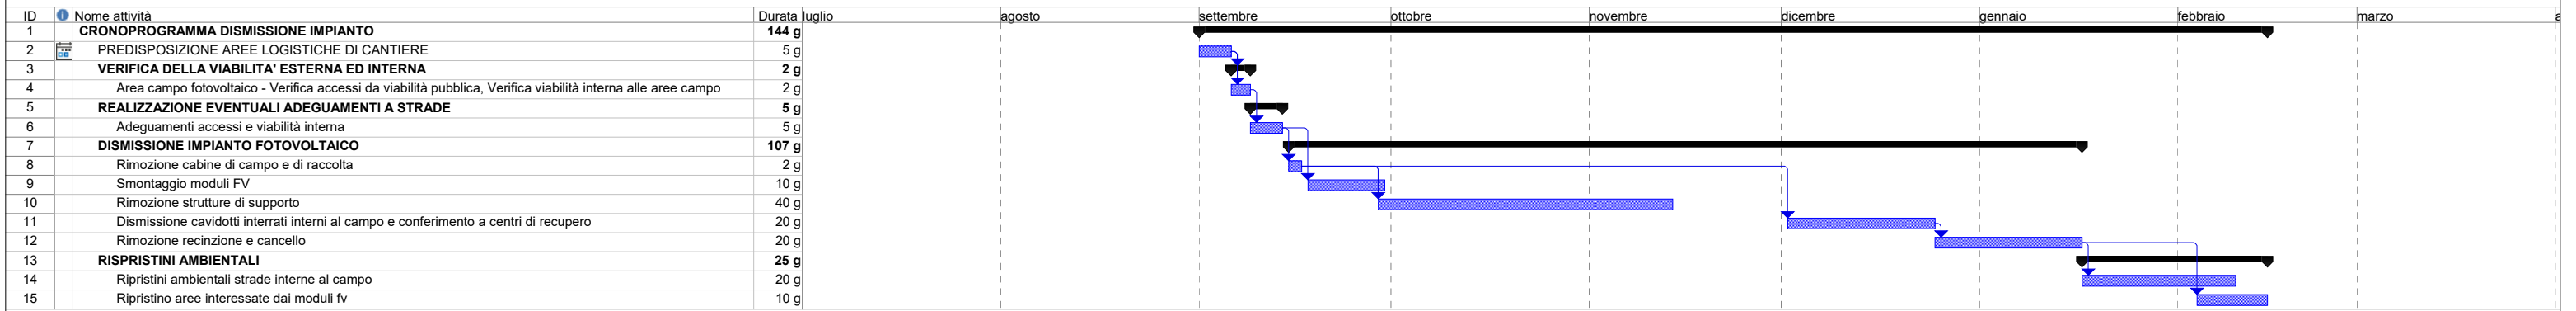 ID Nome attività Durata luglio agosto settembre ottobre novembre dicembre gennaio febbraio marzo a
1 CRONOPROGRAMMA DISMISSIONE IMPIANTO 144 g
2 PREDISPOSIZIONE AREE LOGISTICHE DI CANTIERE 5 g
3 VERIFICA DELLA VIABILITA' ESTERNA ED INTERNA 2 g
4 Area campo fotovoltaico - Verifica accessi da viabilità pubblica, Verifica viabilità interna alle aree campo 2 g
5 REALIZZAZIONE EVENTUALI ADEGUAMENTI A STRADE 5 g
6 Adeguamenti accessi e viabilità interna 5 g
7 DISMISSIONE IMPIANTO FOTOVOLTAICO 107 g
8 Rimozione cabine di campo e di raccolta 2 g
9 Smontaggio moduli FV 10 g
10 Rimozione strutture di supporto 40 g
11 Dismissione cavidotti interrati interni al campo e conferimento a centri di recupero 20 g
12 Rimozione recinzione e cancello 20 g
13 RISPRISTINI AMBIENTALI 25 g
14 Ripristini ambientali strade interne al campo 20 g
15 Ripristino aree interessate dai moduli fv 10 g